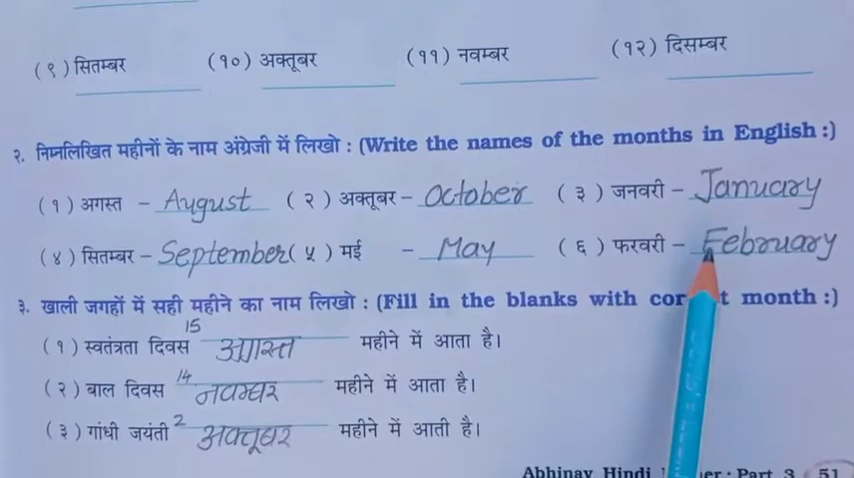 (९) सितम्बर (१०) अक्तूबर (११) नवम्बर (१२) दिसम्बर
२. निम्नलिखित महीनों के नाम अंग्रेजी में लिखो : (Write the names of the months in English :)
(१) अगस्त - August (२) अक्तूबर - October (३) जनवरी - January
(४) सितम्बर - September (५) मई - May (६) फरवरी - February
३. खाली जगहों में सही महीने का नाम लिखो : (Fill in the blanks with month :)
(१) स्वतंत्रता दिवस 15 अगस्त महीने में आता है।
(२) बाल दिवस 14 नवम्बर महीने में आता है।
(३) गांधी जयंती 2 अक्तूबर महीने में आती है।
Abhinav Hindi Part 3 51